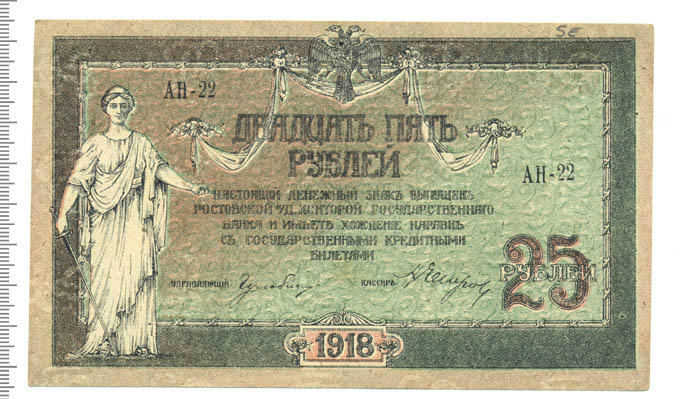 5Е
АН-22
ДВАДЦАТЬ ПЯТЬ
РУБЛЕЙ
АН-22
НАСТОЯЩІЙ ДЕНЕЖНЫЙ ЗНАКЪ ВЫПУЩЕНЪ
РОСТОВСКОЙ Н/Д. КОНТОРОЙ ГОСУДАРСТВЕННАГО
БАНКА И ИМѢЕТЪ ХОЖДЕНІЕ НАРАВНѢ
СЪ ГОСУДАРСТВЕННЫМИ КРЕДИТНЫМИ
БИЛЕТАМИ
25
РУБЛЕЙ
УПРАВЛЯЮЩІЙ КАССИРЪ
1918